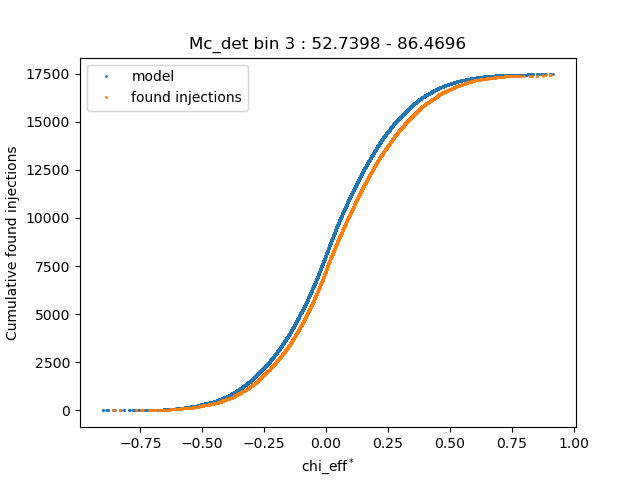 Mc_det bin 3 : 52.7398 - 86.4696
model
found injections
Cumulative found injections
17500
15000
12500
10000
7500
5000
2500
0
−0.75 −0.50 −0.25 0.00 0.25 0.50 0.75 1.00
chi_eff*